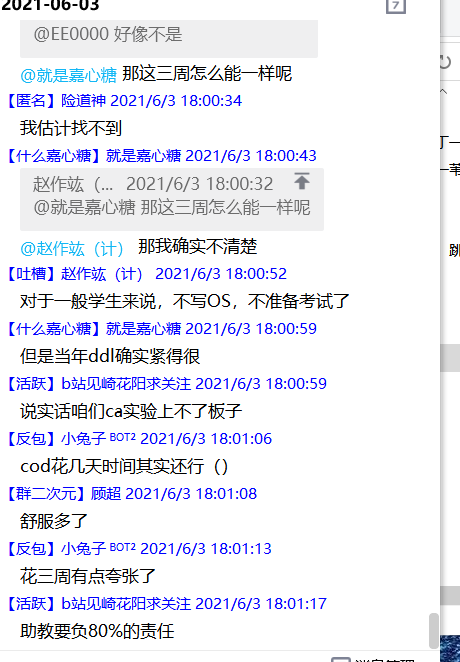 2021-06-03
7
@EE0000 好像不是
@就是嘉心糖 那这三周怎么能一样呢
【匿名】险道神 2021/6/3 18:00:34
我估计找不到
【什么嘉心糖】就是嘉心糖 2021/6/3 18:00:43
赵作竑（... 2021/6/3 18:00:32
@就是嘉心糖 那这三周怎么能一样呢
@赵作竑（计） 那我确实不清楚
【吐槽】赵作竑（计） 2021/6/3 18:00:52
对于一般学生来说，不写OS，不准备考试了
【什么嘉心糖】就是嘉心糖 2021/6/3 18:00:59
但是当年ddl确实紧得很
【活跃】b站见崎花阳求关注 2021/6/3 18:00:59
说实话咱们ca实验上不了板子
【反包】小兔子 BOT² 2021/6/3 18:01:06
cod花几天时间其实还行（）
【群二次元】顾超 2021/6/3 18:01:08
舒服多了
【反包】小兔子 BOT² 2021/6/3 18:01:13
花三周有点夸张了
【活跃】b站见崎花阳求关注 2021/6/3 18:01:17
助教要负80%的责任
跳